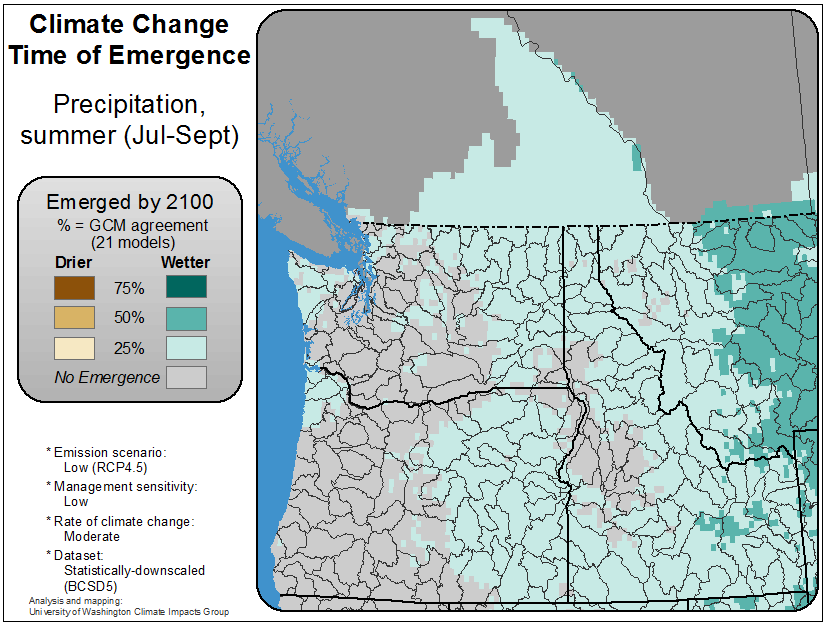 Climate Change
Time of Emergence
Precipitation,
summer (Jul-Sept)
Emerged by 2100
% = GCM agreement
(21 models)
Drier Wetter
75%
50%
25%
No Emergence
* Emission scenario:
Low (RCP4.5)
* Management sensitivity:
Low
* Rate of climate change:
Moderate
* Dataset:
Statistically-downscaled
(BCSD5)
Analysis and mapping:
University of Washington Climate Impacts Group